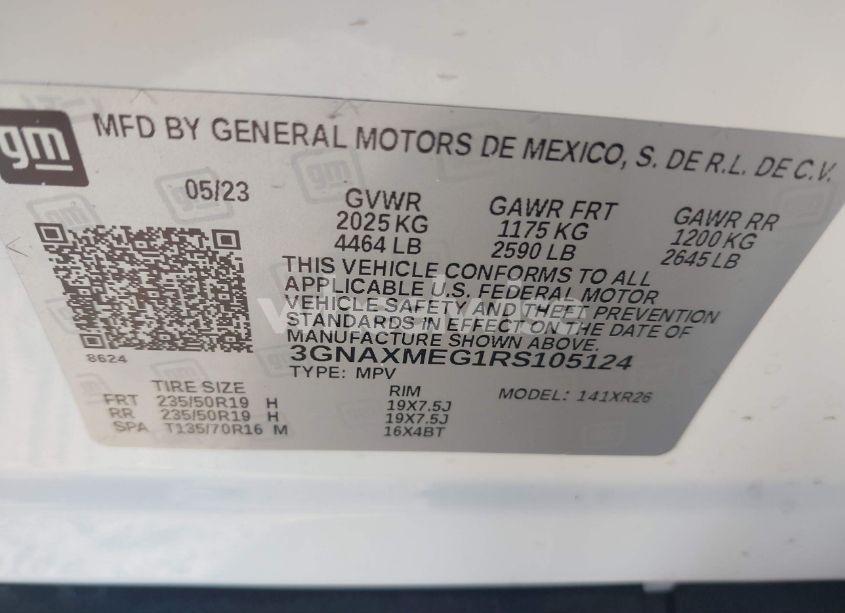 gm
MFD BY GENERAL MOTORS DE MEXICO, S. DE R.L. DE C.V.
05/23
GVWR GAWR FRT GAWR RR
2025 KG 1175 KG 1200 KG
4464 LB 2590 LB 2645 LB
THIS VEHICLE CONFORMS TO ALL
APPLICABLE U.S. FEDERAL MOTOR
VEHICLE SAFETY AND THEFT PREVENTION
STANDARDS IN EFFECT ON THE DATE OF
MANUFACTURE SHOWN ABOVE.
8624
3GNAXMEG1RS105124
TYPE: MPV
TIRE SIZE RIM MODEL: 141XR26
FRT 235/50R19 H 19X7.5J
RR 235/50R19 H 19X7.5J
SPA T135/70R16 M 16X4BT